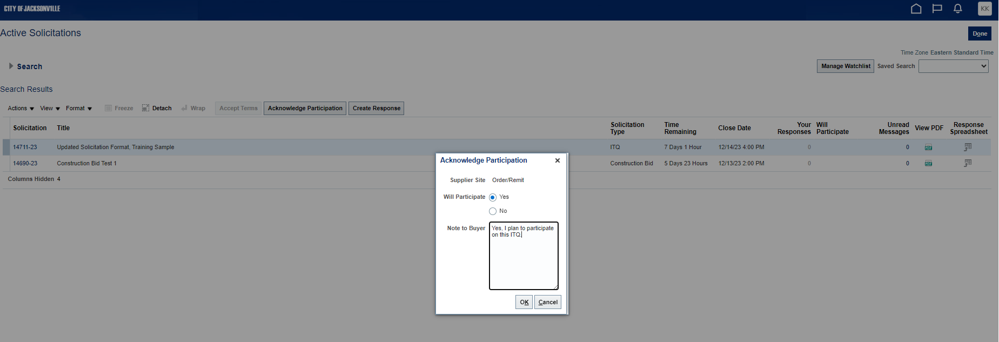 C1TY OF JACKSONV1LLE
KK
Active Solicitations
Done
Time Zone Eastern Standard Time
Search
Manage Watchlist Saved Search
Search Results
Actions View Format Freeze Detach Wrap Accept Terms Acknowledge Participation Create Response
Solicitation Title Solicitation Type Time Remaining Close Date Your Responses Will Participate Unread Messages View PDF Response Spreadsheet
14711-23 Updated Solicitation Format, Training Sample ITQ 7 Days 1 Hour 12/14/23 4:00 PM 0 0 PDF
14690-23 Construction Bid Test 1 Construction Bid 5 Days 23 Hours 12/13/23 2:00 PM 0 0 PDF
Columns Hidden 4
Acknowledge Participation
Supplier Site Order/Remit
Will Participate Yes
No
Note to Buyer Yes, I plan to participate
on this ITQ.
OK Cancel